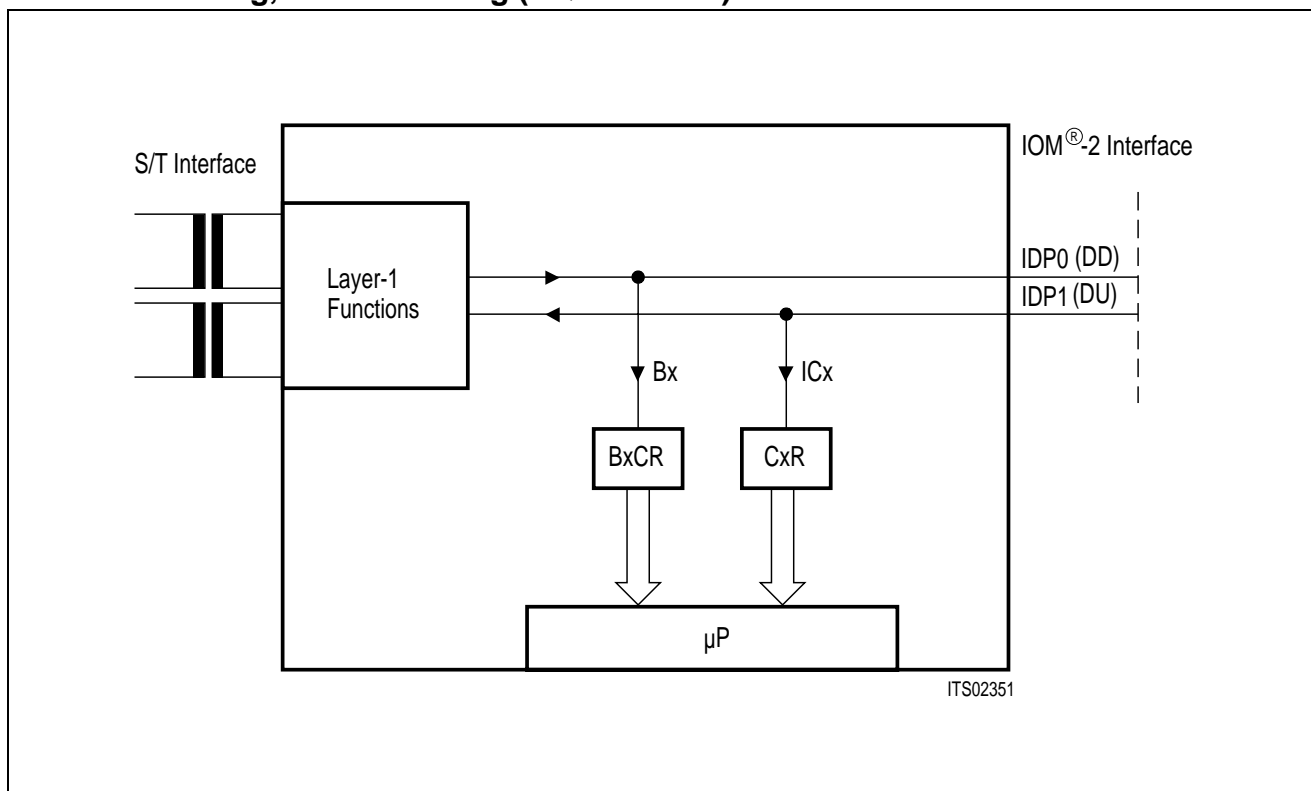 S/T Interface
IOM®-2 Interface
Layer-1
Functions
IDP0 (DD)
IDP1 (DU)
Bx
ICx
BxCR
CxR
µP
ITS02351